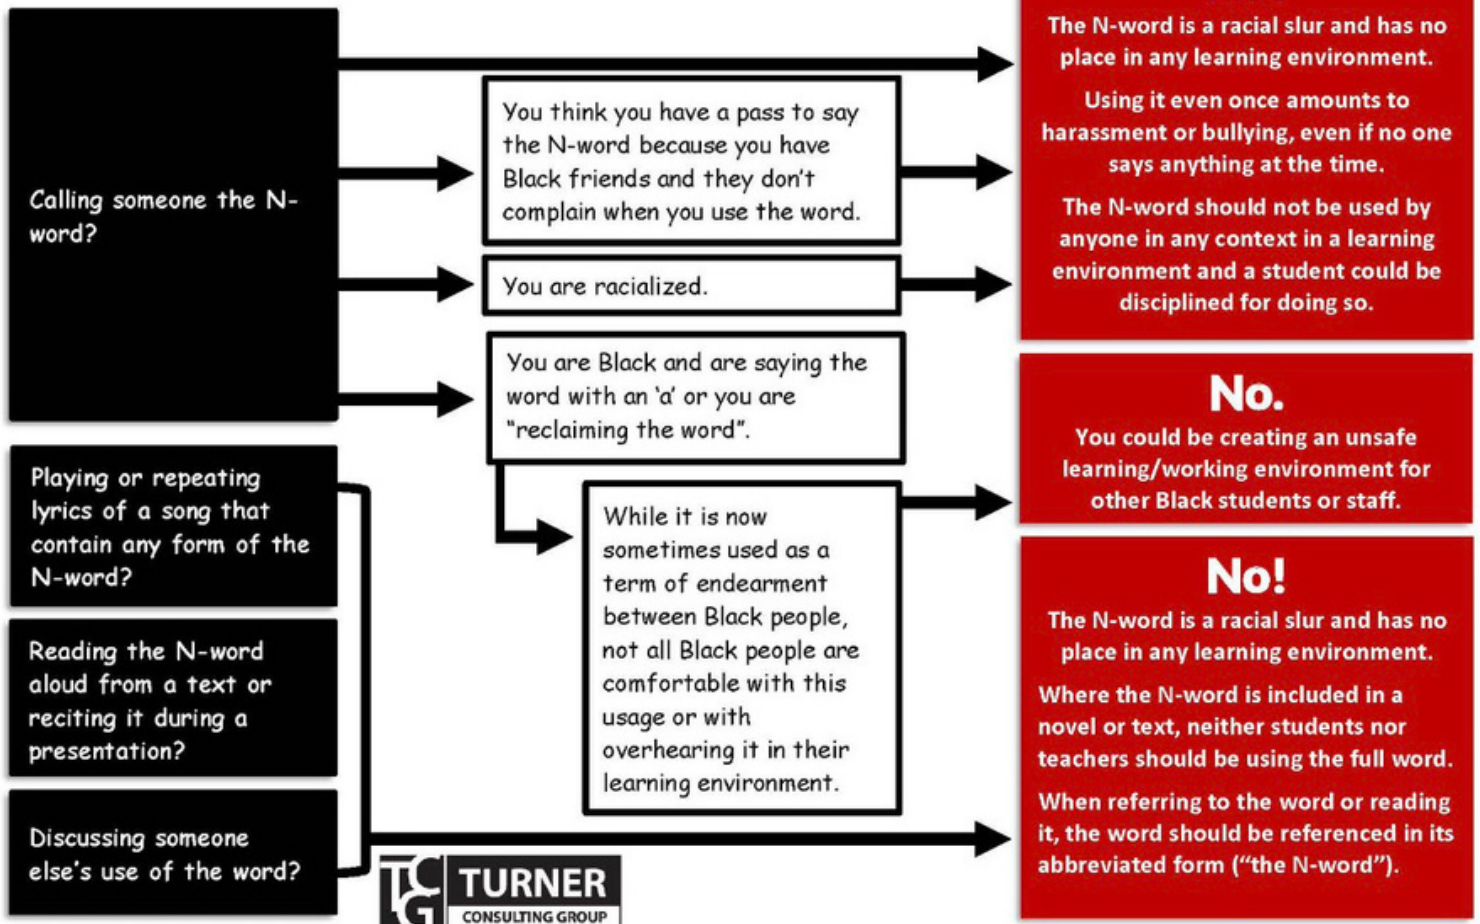 Calling someone the N-
word?
You think you have a pass to say
the N-word because you have
Black friends and they don't
complain when you use the word.
You are racialized.
You are Black and are saying the
word with an 'a' or you are
"reclaiming the word".
While it is now
sometimes used as a
term of endearment
between Black people,
not all Black people are
comfortable with this
usage or with
overhearing it in their
learning environment.
The N-word is a racial slur and has no
place in any learning environment.
Using it even once amounts to
harassment or bullying, even if no one
says anything at the time.
The N-word should not be used by
anyone in any context in a learning
environment and a student could be
disciplined for doing so.
No.
You could be creating an unsafe
learning/working environment for
other Black students or staff.
Playing or repeating
lyrics of a song that
contain any form of the
N-word?
Reading the N-word
aloud from a text or
reciting it during a
presentation?
Discussing someone
else's use of the word?
No!
The N-word is a racial slur and has no
place in any learning environment.
Where the N-word is included in a
novel or text, neither students nor
teachers should be using the full word.
When referring to the word or reading
it, the word should be referenced in its
abbreviated form ("the N-word").
TCG
TURNER
CONSULTING GROUP